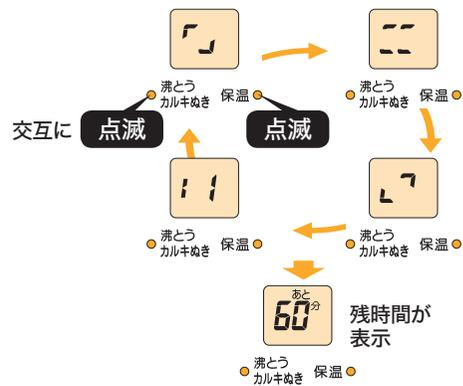 沸とう
カルキぬき 保温
沸とう
カルキぬき 保温
交互に 点滅 点滅
沸とう
カルキぬき 保温
沸とう
カルキぬき 保温
あと
60分
残時間が
表示
沸とう
カルキぬき 保温